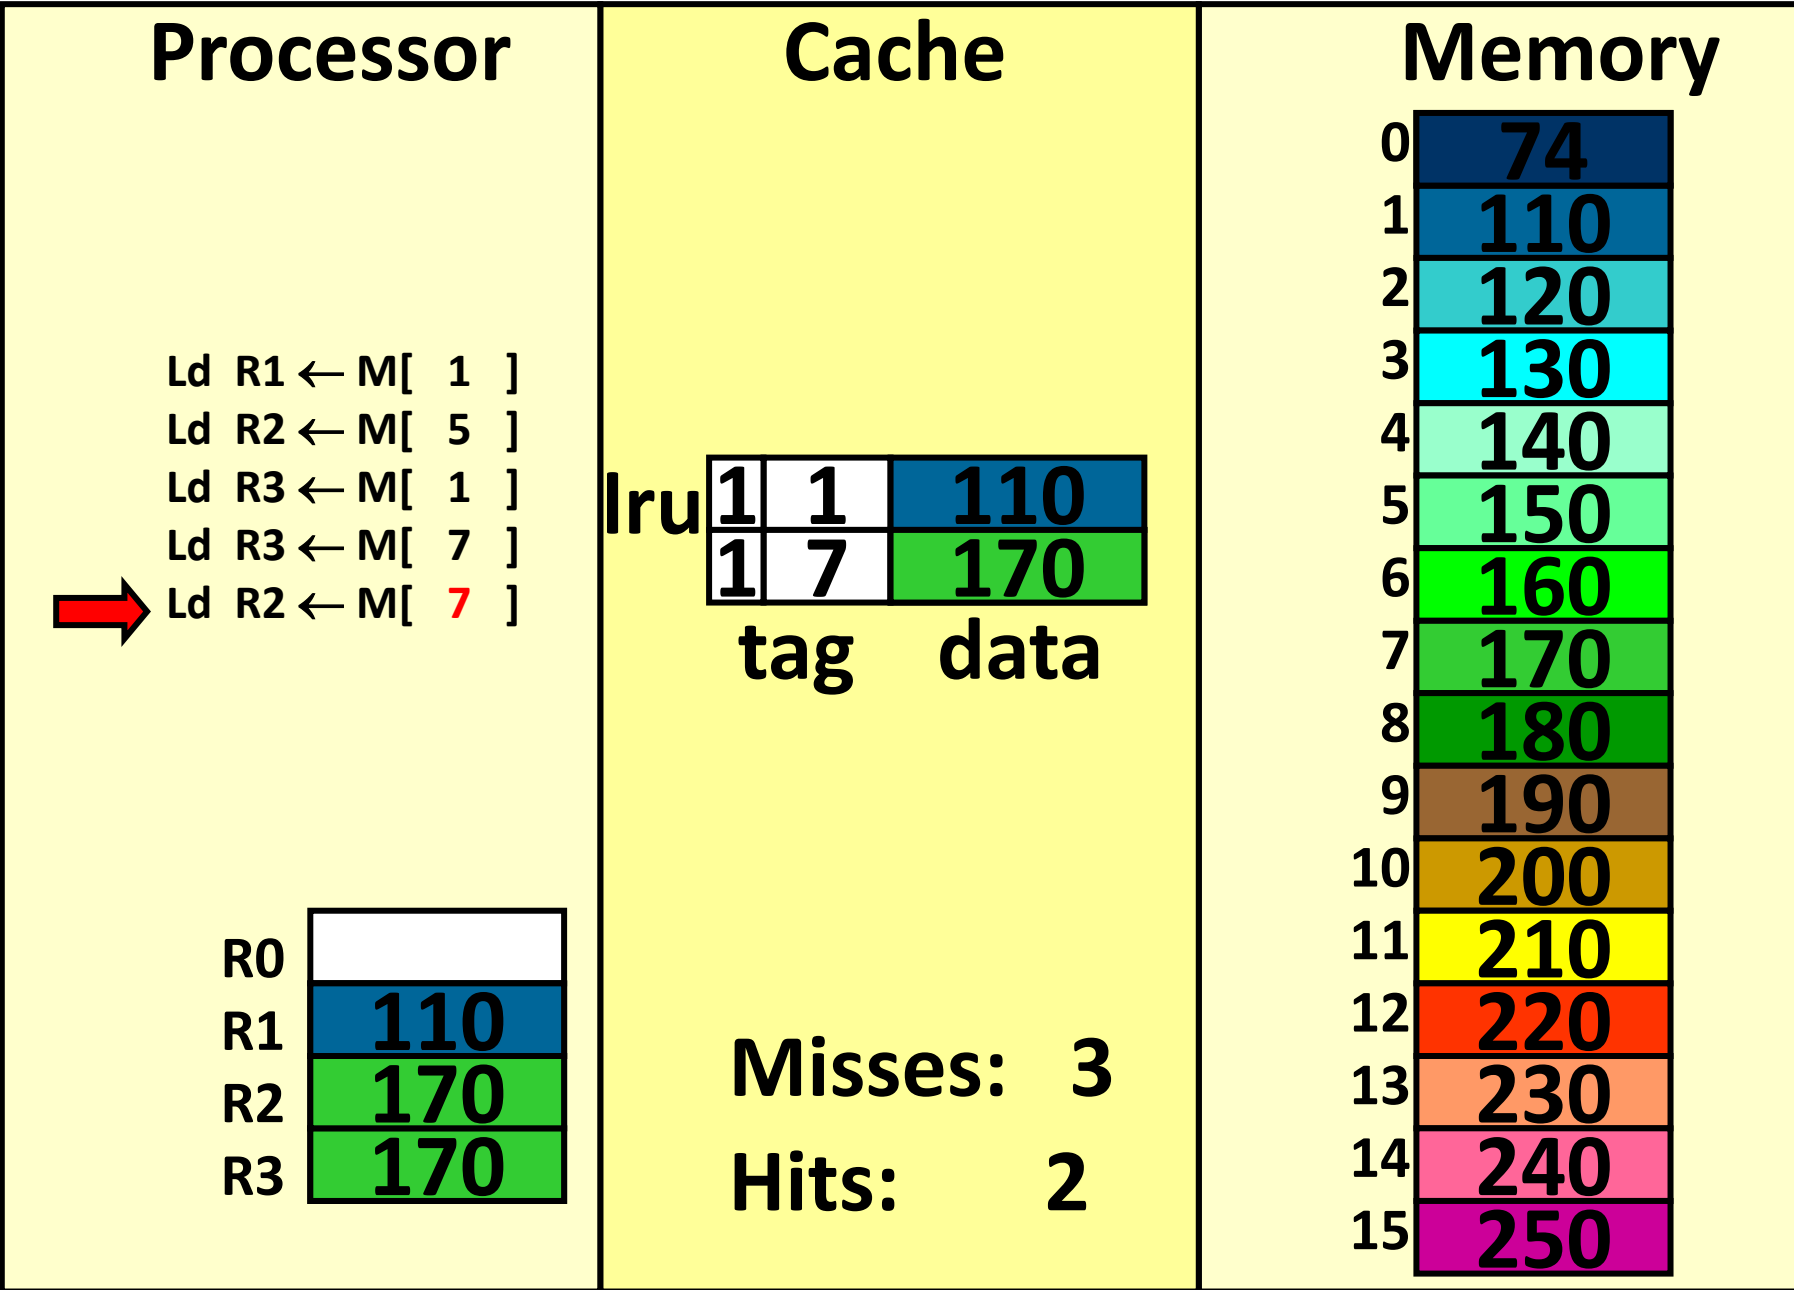 Processor
Ld R1 ← M[ 1 ]
Ld R2 ← M[ 5 ]
Ld R3 ← M[ 1 ]
Ld R3 ← M[ 7 ]
Ld R2 ← M[ 7 ]
R0
R1 110
R2 170
R3 170
Cache
lru
1 1 110
1 7 170
tag data
Misses: 3
Hits: 2
Memory
0 74
1 110
2 120
3 130
4 140
5 150
6 160
7 170
8 180
9 190
10 200
11 210
12 220
13 230
14 240
15 250